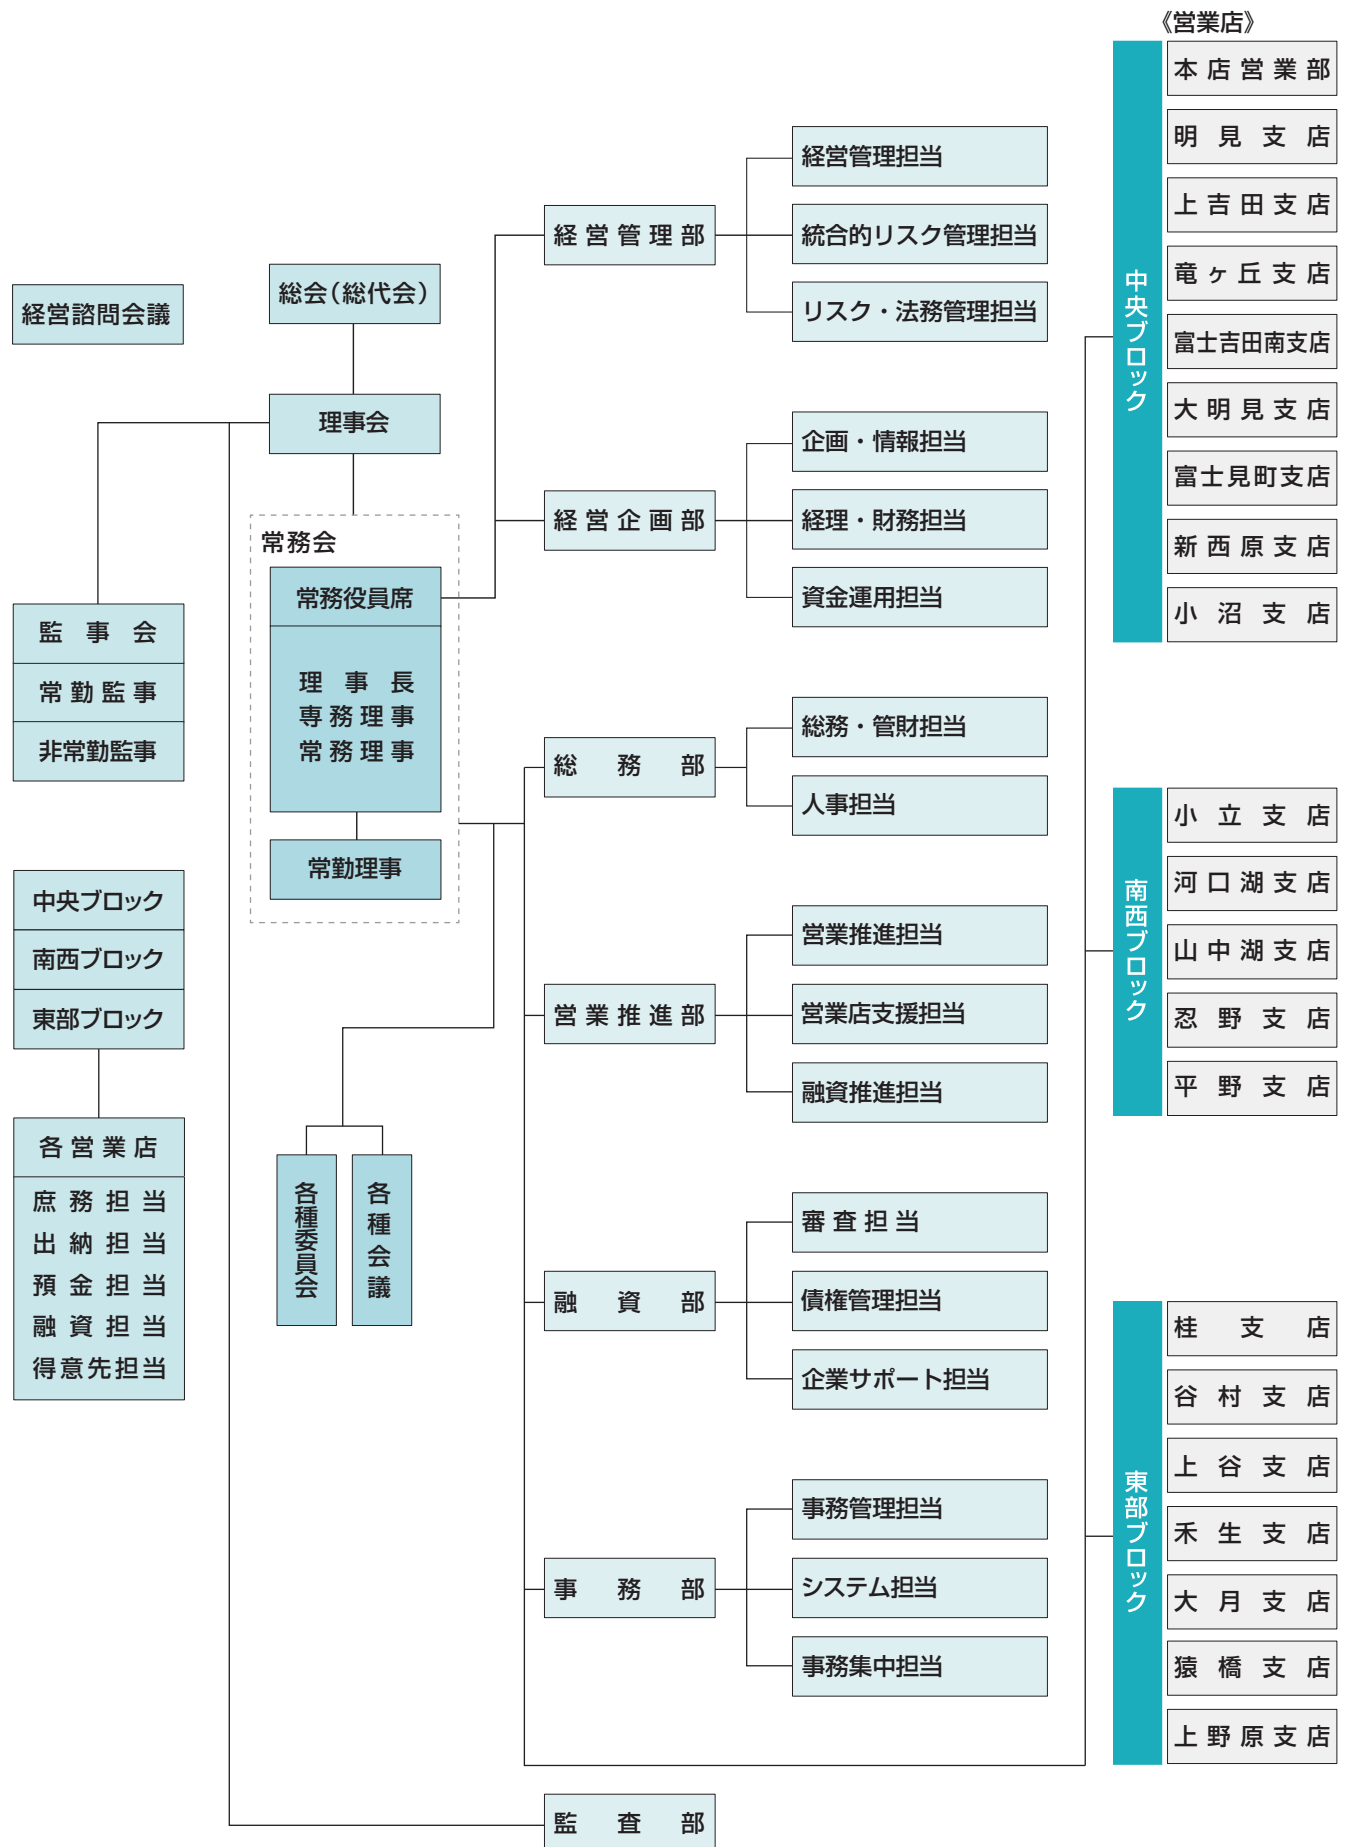 経営諮問会議
総会（総代会）
理事会
常務会
常務役員席
理事長
専務理事
常務理事
常勤理事
監事会
常勤監事
非常勤監事
中央ブロック
南西ブロック
東部ブロック
各営業店
庶務担当
出納担当
預金担当
融資担当
得意先担当
各種委員会
各種会議
経営管理部
経営管理担当
統合的リスク管理担当
リスク・法務管理担当
経営企画部
企画・情報担当
経理・財務担当
資金運用担当
総務部
総務・管財担当
人事担当
営業推進部
営業推進担当
営業店支援担当
融資推進担当
融資部
審査担当
債権管理担当
企業サポート担当
事務部
事務管理担当
システム担当
事務集中担当
監査部
《営業店》
中央ブロック
本店営業部
明見支店
上吉田支店
竜ヶ丘支店
富士吉田南支店
大明見支店
富士見町支店
新西原支店
小沼支店
南西ブロック
小立支店
河口湖支店
山中湖支店
忍野支店
平野支店
東部ブロック
桂支店
谷村支店
上谷支店
禾生支店
大月支店
猿橋支店
上野原支店